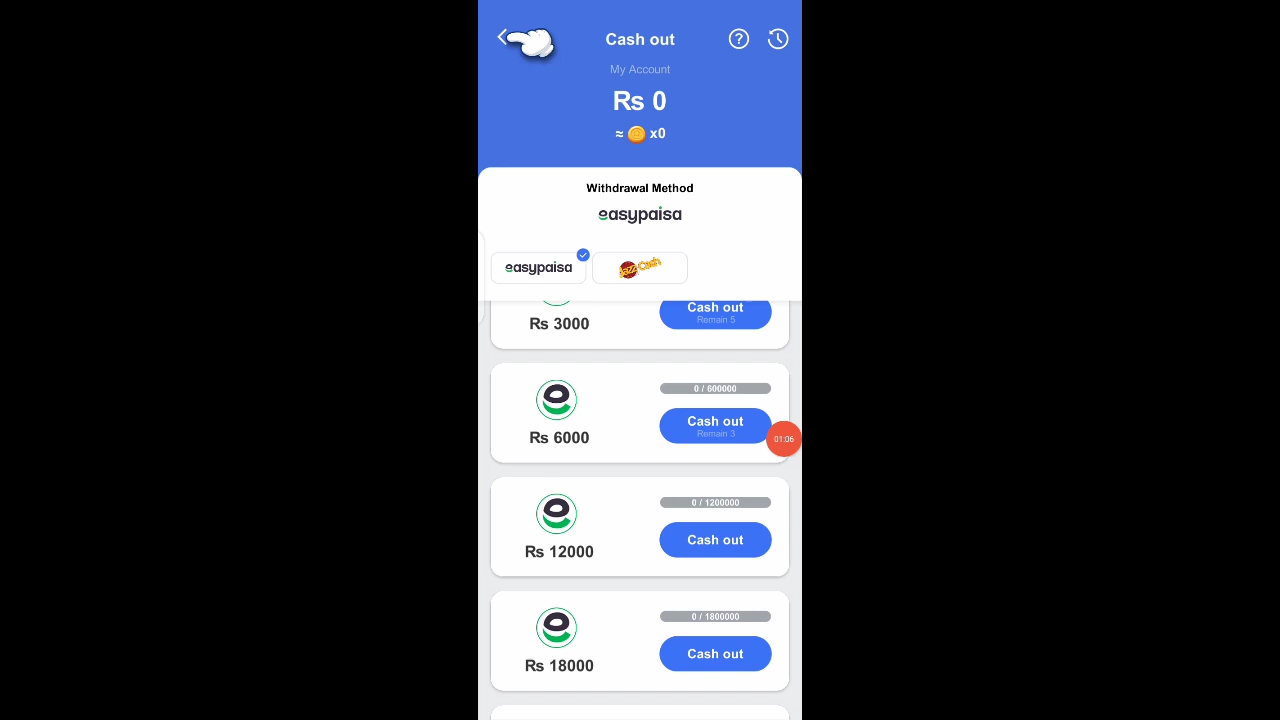 Cash out
My Account
Rs 0
≈ x0
Withdrawal Method
easypaisa
easypaisa
Jazz Cash
Cash out
Remain 5
Rs 3000
0 / 600000
Cash out
Remain 3
Rs 6000
01:06
0 / 1200000
Cash out
Rs 12000
0 / 1800000
Cash out
Rs 18000